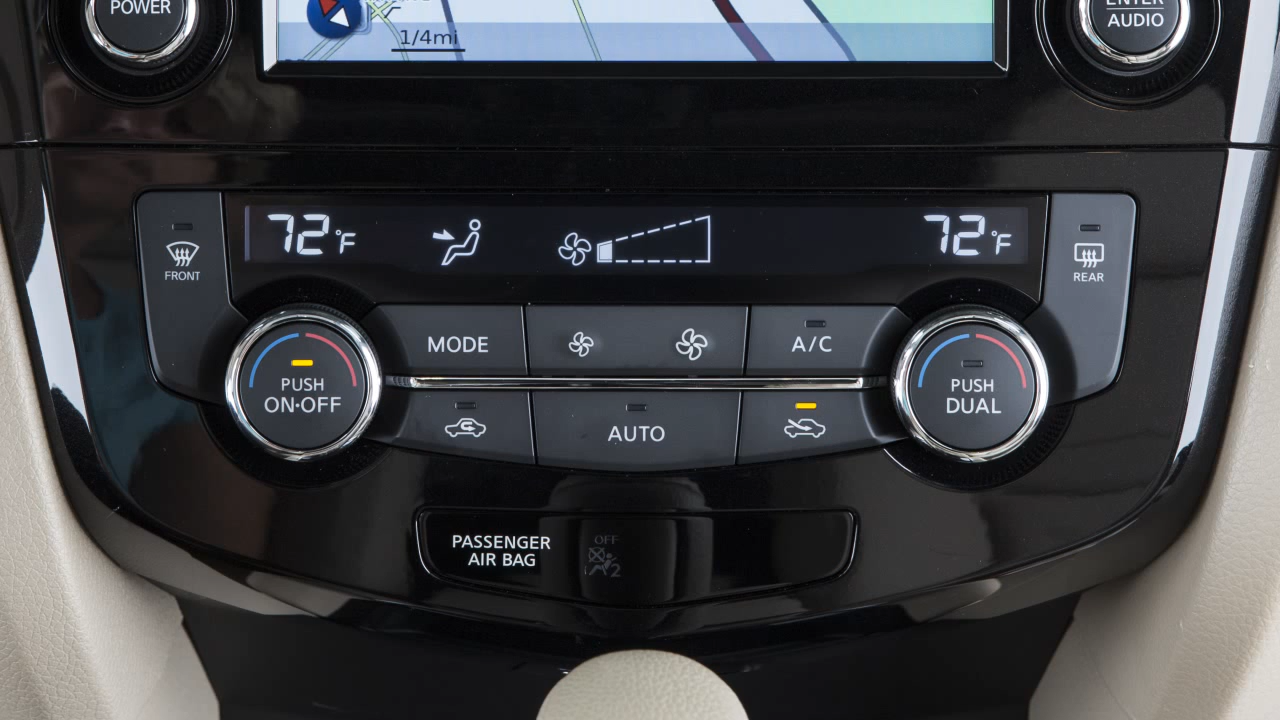 POWER
1/4mi
ENTER
AUDIO
72°F
72°F
FRONT
REAR
MODE
A/C
PUSH
ON·OFF
PUSH
DUAL
AUTO
PASSENGER
AIR BAG
OFF
2